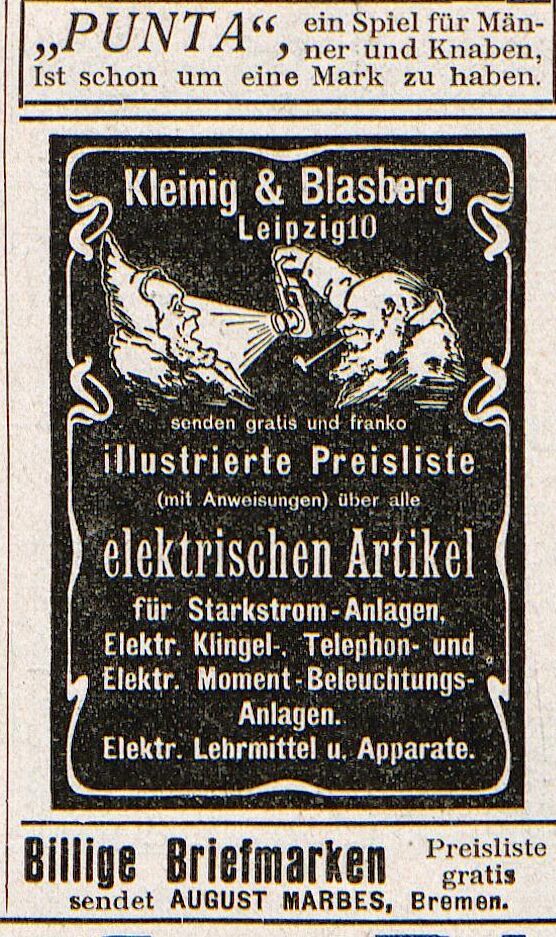 „PUNTA“, ein Spiel für Män-
ner und Knaben,
Ist schon um eine Mark zu haben.
Kleinig & Blasberg
Leipzig10
senden gratis und franko
illustrierte Preisliste
(mit Anweisungen) über alle
elektrischen Artikel
für Starkstrom-Anlagen,
Elektr. Klingel-, Telephon- und
Elektr. Moment-Beleuchtungs-
Anlagen.
Elektr. Lehrmittel u. Apparate.
Billige Briefmarken Preisliste
gratis
sendet AUGUST MARBES, Bremen.